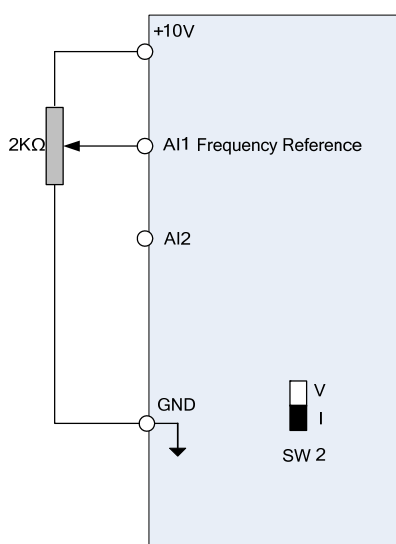 +10V
2KΩ
AI1 Frequency Reference
AI2
GND
V
I
SW 2